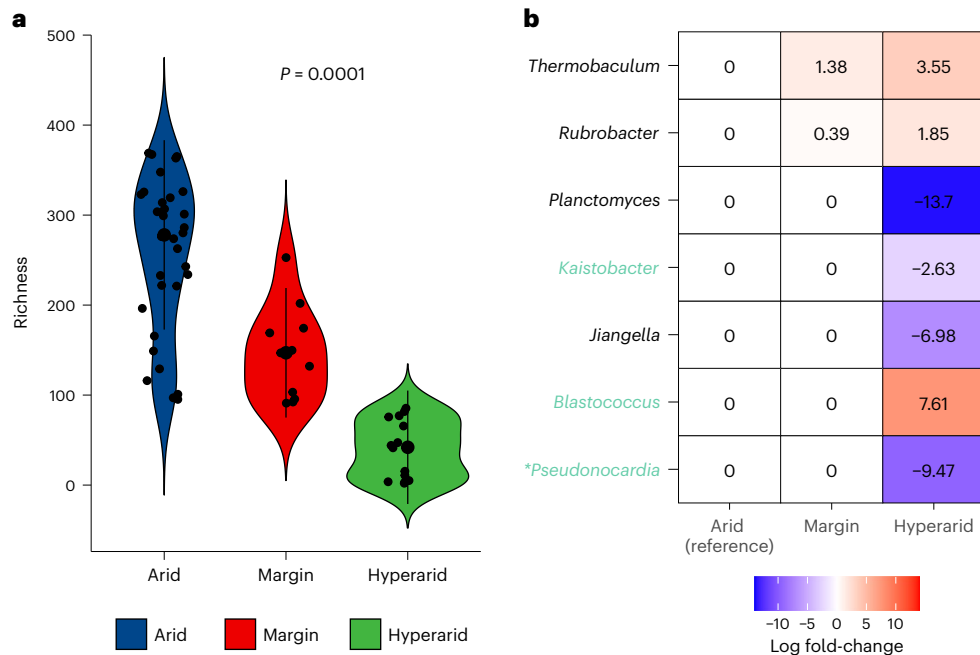 a
500
400
300
200
100
0
Richness
P = 0.0001
Arid
Margin
Hyperarid
Arid
Margin
Hyperarid
b
Thermobaculum 0 1.38 3.55
Rubrobacter 0 0.39 1.85
Planctomyces 0 0 −13.7
Kaistobacter 0 0 −2.63
Jiangella 0 0 −6.98
Blastococcus 0 0 7.61
*Pseudonocardia 0 0 −9.47
Arid
(reference)
Margin
Hyperarid
−10 −5 0 5 10
Log fold-change